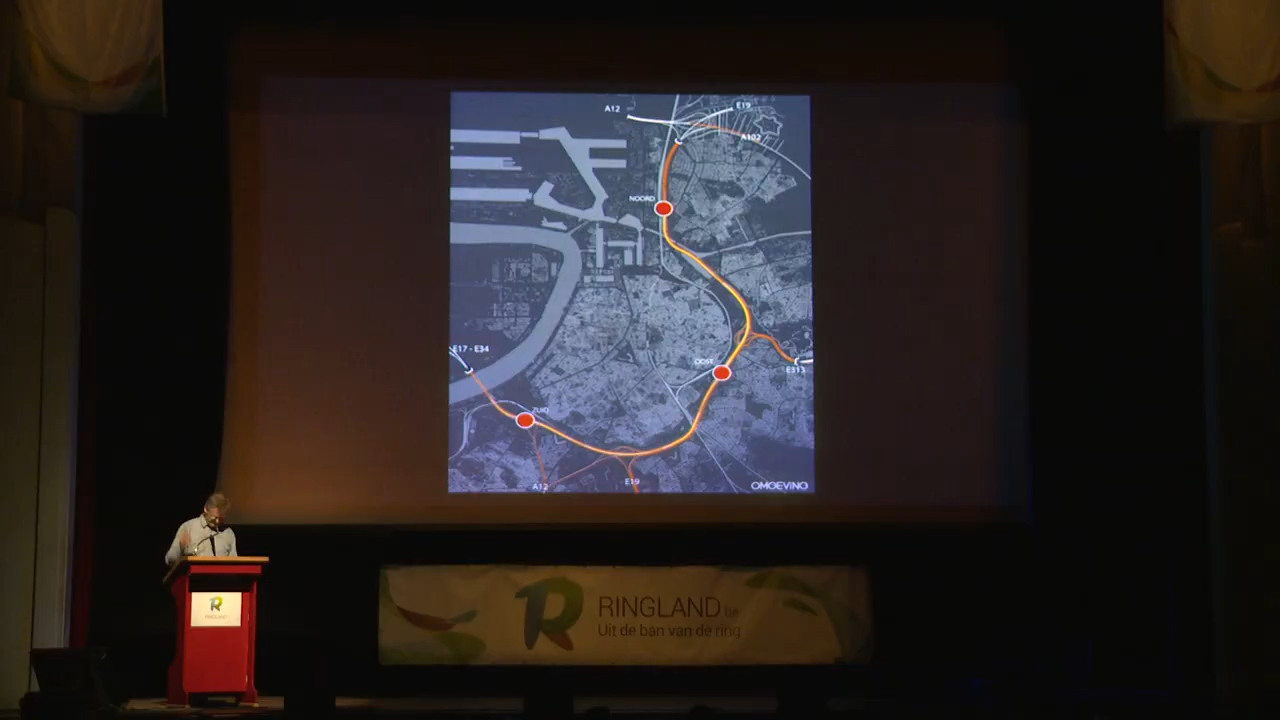 A12
E19
A102
NOORD
E17 - E34
OOST
E313
ZUID
A12
E19
OMGEVING
RINGLAND.be
Uit de ban van de ring
R
RINGLAND